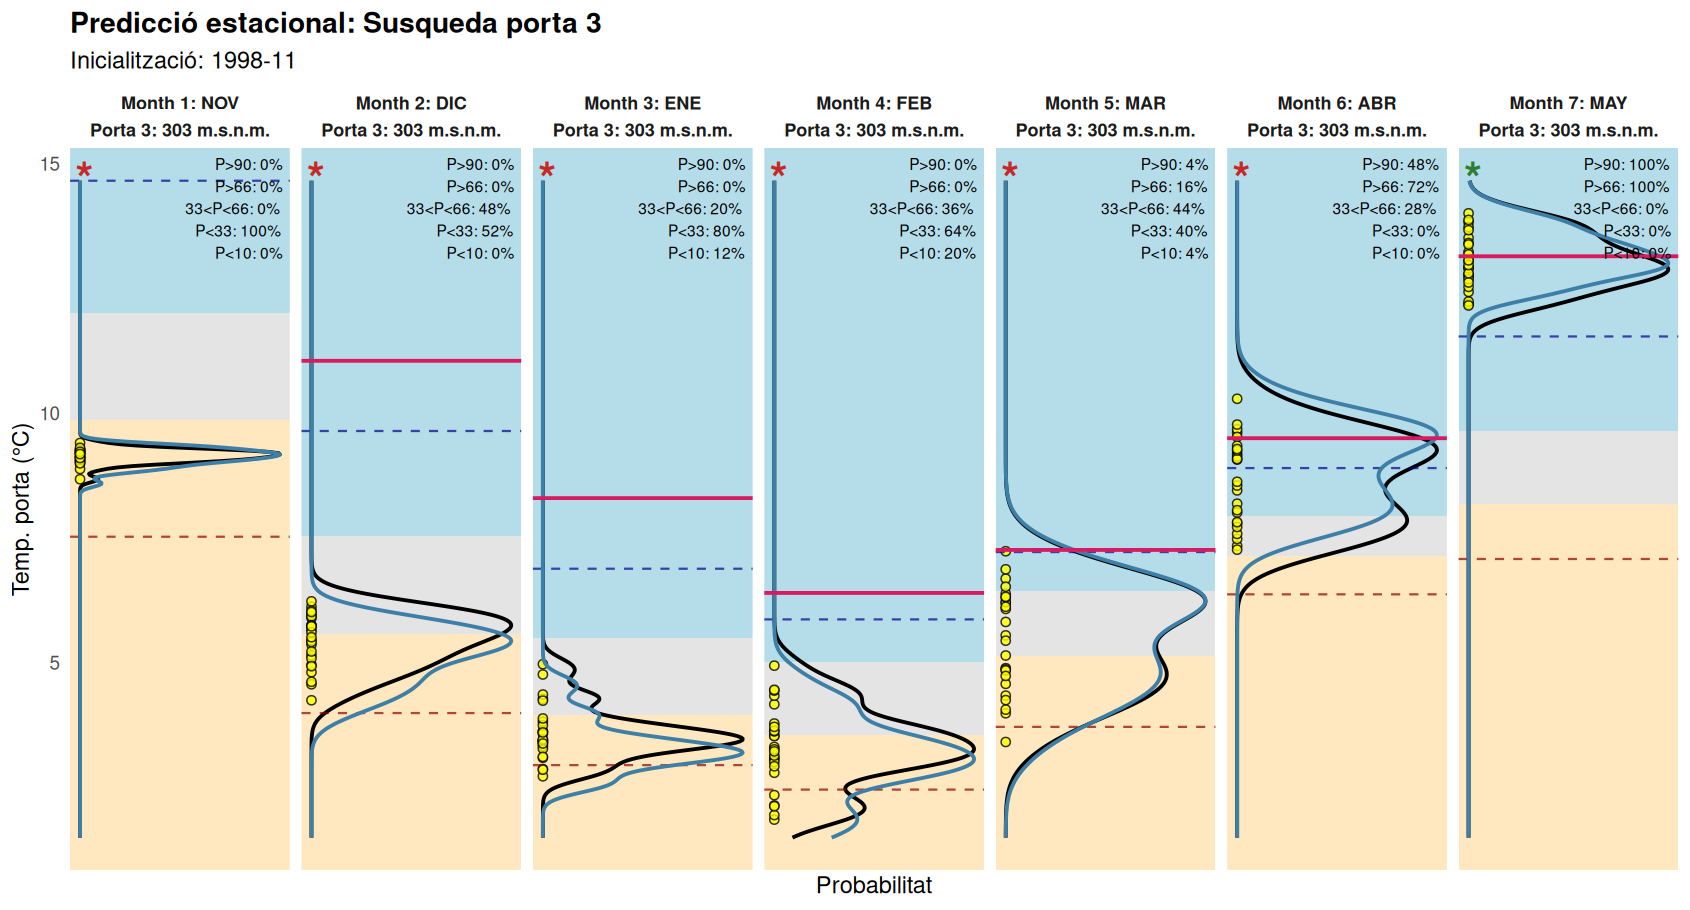 Predicció estacional: Susqueda porta 3
Inicialització: 1998-11
Month 1: NOV
Porta 3: 303 m.s.n.m.
Month 2: DIC
Porta 3: 303 m.s.n.m.
Month 3: ENE
Porta 3: 303 m.s.n.m.
Month 4: FEB
Porta 3: 303 m.s.n.m.
Month 5: MAR
Porta 3: 303 m.s.n.m.
Month 6: ABR
Porta 3: 303 m.s.n.m.
Month 7: MAY
Porta 3: 303 m.s.n.m.
Temp. porta (°C)
15
10
5
*
P>90: 0%
P>66: 0%
33<P<66: 0%
P<33: 100%
P<10: 0%
*
P>90: 0%
P>66: 0%
33<P<66: 48%
P<33: 52%
P<10: 0%
*
P>90: 0%
P>66: 0%
33<P<66: 20%
P<33: 80%
P<10: 12%
*
P>90: 0%
P>66: 0%
33<P<66: 36%
P<33: 64%
P<10: 20%
*
P>90: 4%
P>66: 16%
33<P<66: 44%
P<33: 40%
P<10: 4%
*
P>90: 48%
P>66: 72%
33<P<66: 28%
P<33: 0%
P<10: 0%
*
P>90: 100%
P>66: 100%
33<P<66: 0%
P<33: 0%
P<10: 0%
Probabilitat